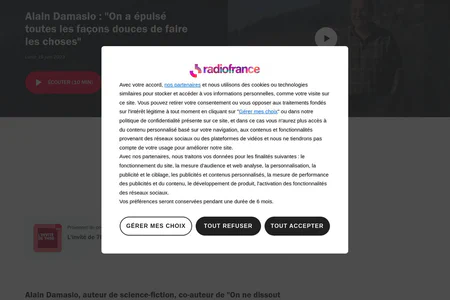 Alain Damasio : "On a épuisé
toutes les façons douces de faire
les choses"
ÉCOUTER (12 MIN)
radiofrance
Avec votre accord, nos partenaires et nous utilisons des cookies ou technologies
similaires pour stocker et accéder à vos informations personnelles, comme votre visite sur
ce site. Vous pouvez retirer votre consentement ou vous opposer aux traitements fondés
sur l'intérêt légitime à tout moment en cliquant sur "Gérer mes choix" ou dans notre
politique de confidentialité présente sur ce site, et dans ce cas vous n'aurez plus accès à
du contenu personnalisé basé sur votre navigation, aux contenus et fonctionnalités
provenant des réseaux sociaux ou des plateformes de vidéos et nous ne tiendrons pas
compte de votre usage pour améliorer notre site.
Avec nos partenaires, nous traitons vos données pour les finalités suivantes : le
fonctionnement du site, la mesure d'audience et web analyse, la personnalisation, la
publicité et le ciblage, les publicités et contenus personnalisés, la mesure de performance
des publicités et du contenu, le développement de produit, l'activation des fonctionnalités
des réseaux sociaux.
Vos préférences seront conservées pendant une durée de 6 mois.
GÉRER MES CHOIX
TOUT REFUSER
TOUT ACCEPTER
L'invité de
Alain Damasio, auteur de science-fiction, co-auteur de "On ne dissout